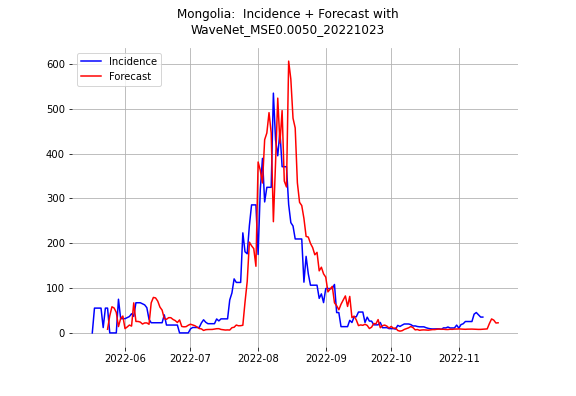 Mongolia:  Incidence + Forecast with
WaveNet_MSE0.0050_20221023
Incidence
Forecast
600
500
400
300
200
100
0
2022-06 2022-07 2022-08 2022-09 2022-10 2022-11